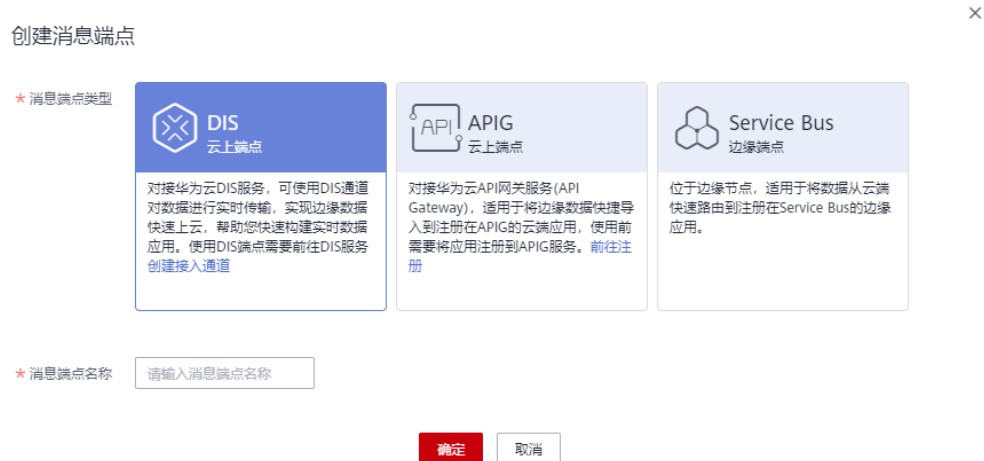 创建消息端点
* 消息端点类型
DIS
云上端点
对接华为云DIS服务，可使用DIS通道
对数据进行实时传输，实现边缘数据
快速上云，帮助您快速构建实时数据
应用。使用DIS端点需要前往DIS服务
创建接入通道
API
APIG
云上端点
对接华为云API网关服务(API
Gateway)，适用于将边缘数据快捷导
入到注册在APIG的云端应用，使用前
需要将应用注册到APIG服务。前往注
册
Service Bus
边缘端点
位于边缘节点，适用于将数据从云端
快速路由到注册在Service Bus的边缘
应用。
* 消息端点名称
请输入消息端点名称
确定
取消